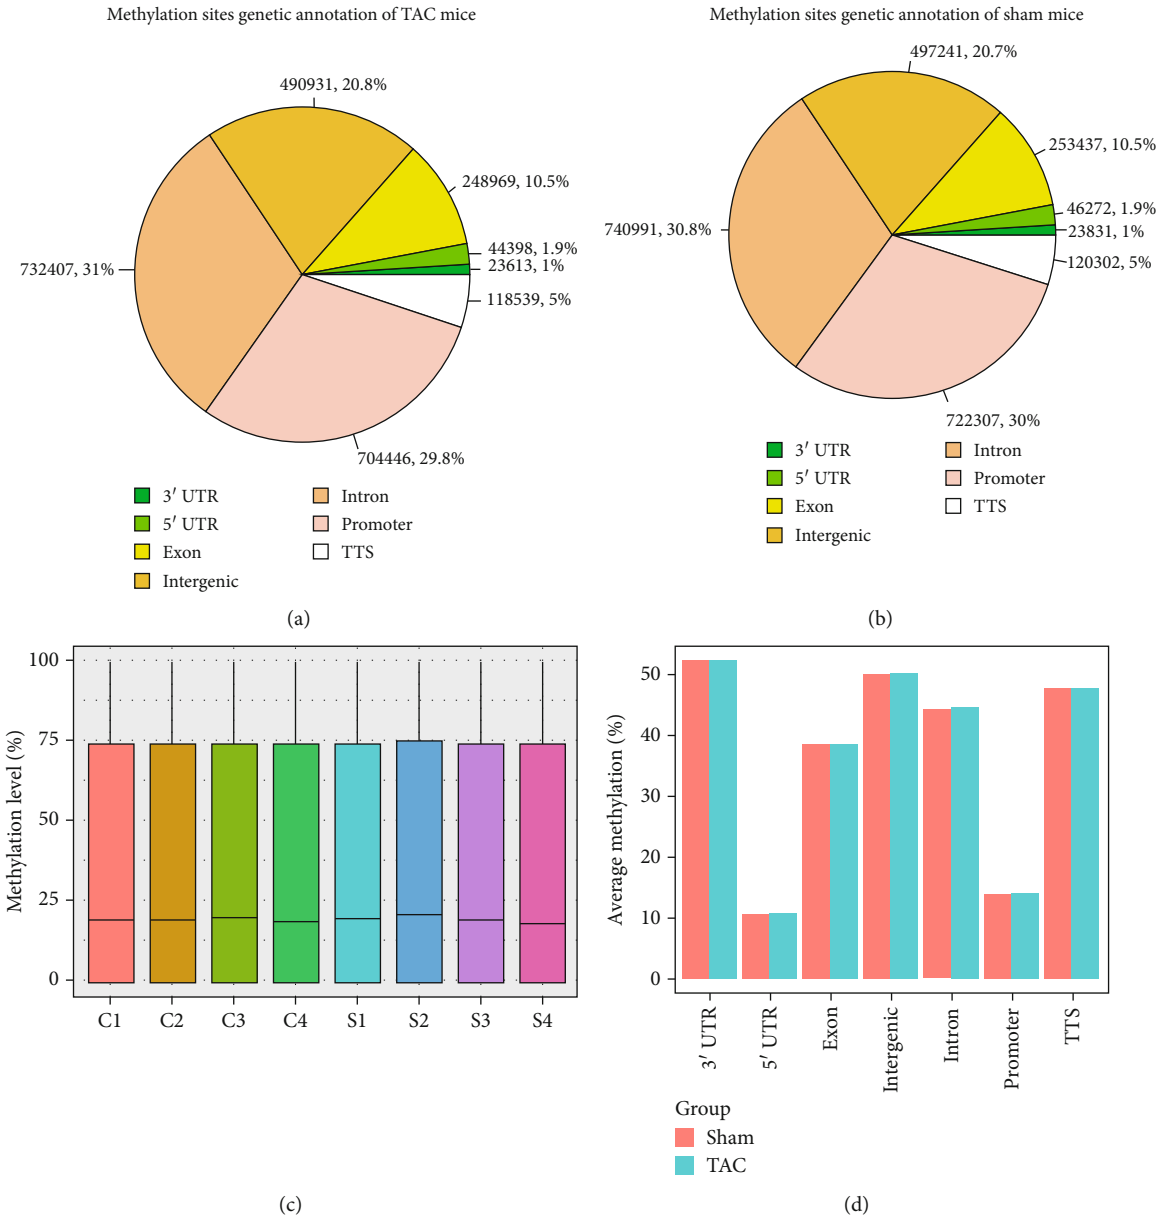 Methylation sites genetic annotation of TAC mice
490931, 20.8%
248969, 10.5%
44398, 1.9%
23613, 1%
118539, 5%
732407, 31%
704446, 29.8%
3′ UTR
5′ UTR
Exon
Intergenic
Intron
Promoter
TTS
(a)
Methylation sites genetic annotation of sham mice
497241, 20.7%
253437, 10.5%
46272, 1.9%
23831, 1%
120302, 5%
740991, 30.8%
722307, 30%
3′ UTR
5′ UTR
Exon
Intergenic
Intron
Promoter
TTS
(b)
Methylation level (%)
100
75
50
25
0
C1 C2 C3 C4 S1 S2 S3 S4
(c)
Average methylation (%)
50
40
30
20
10
0
3′ UTR
5′ UTR
Exon
Intergenic
Intron
Promoter
TTS
Group
Sham
TAC
(d)